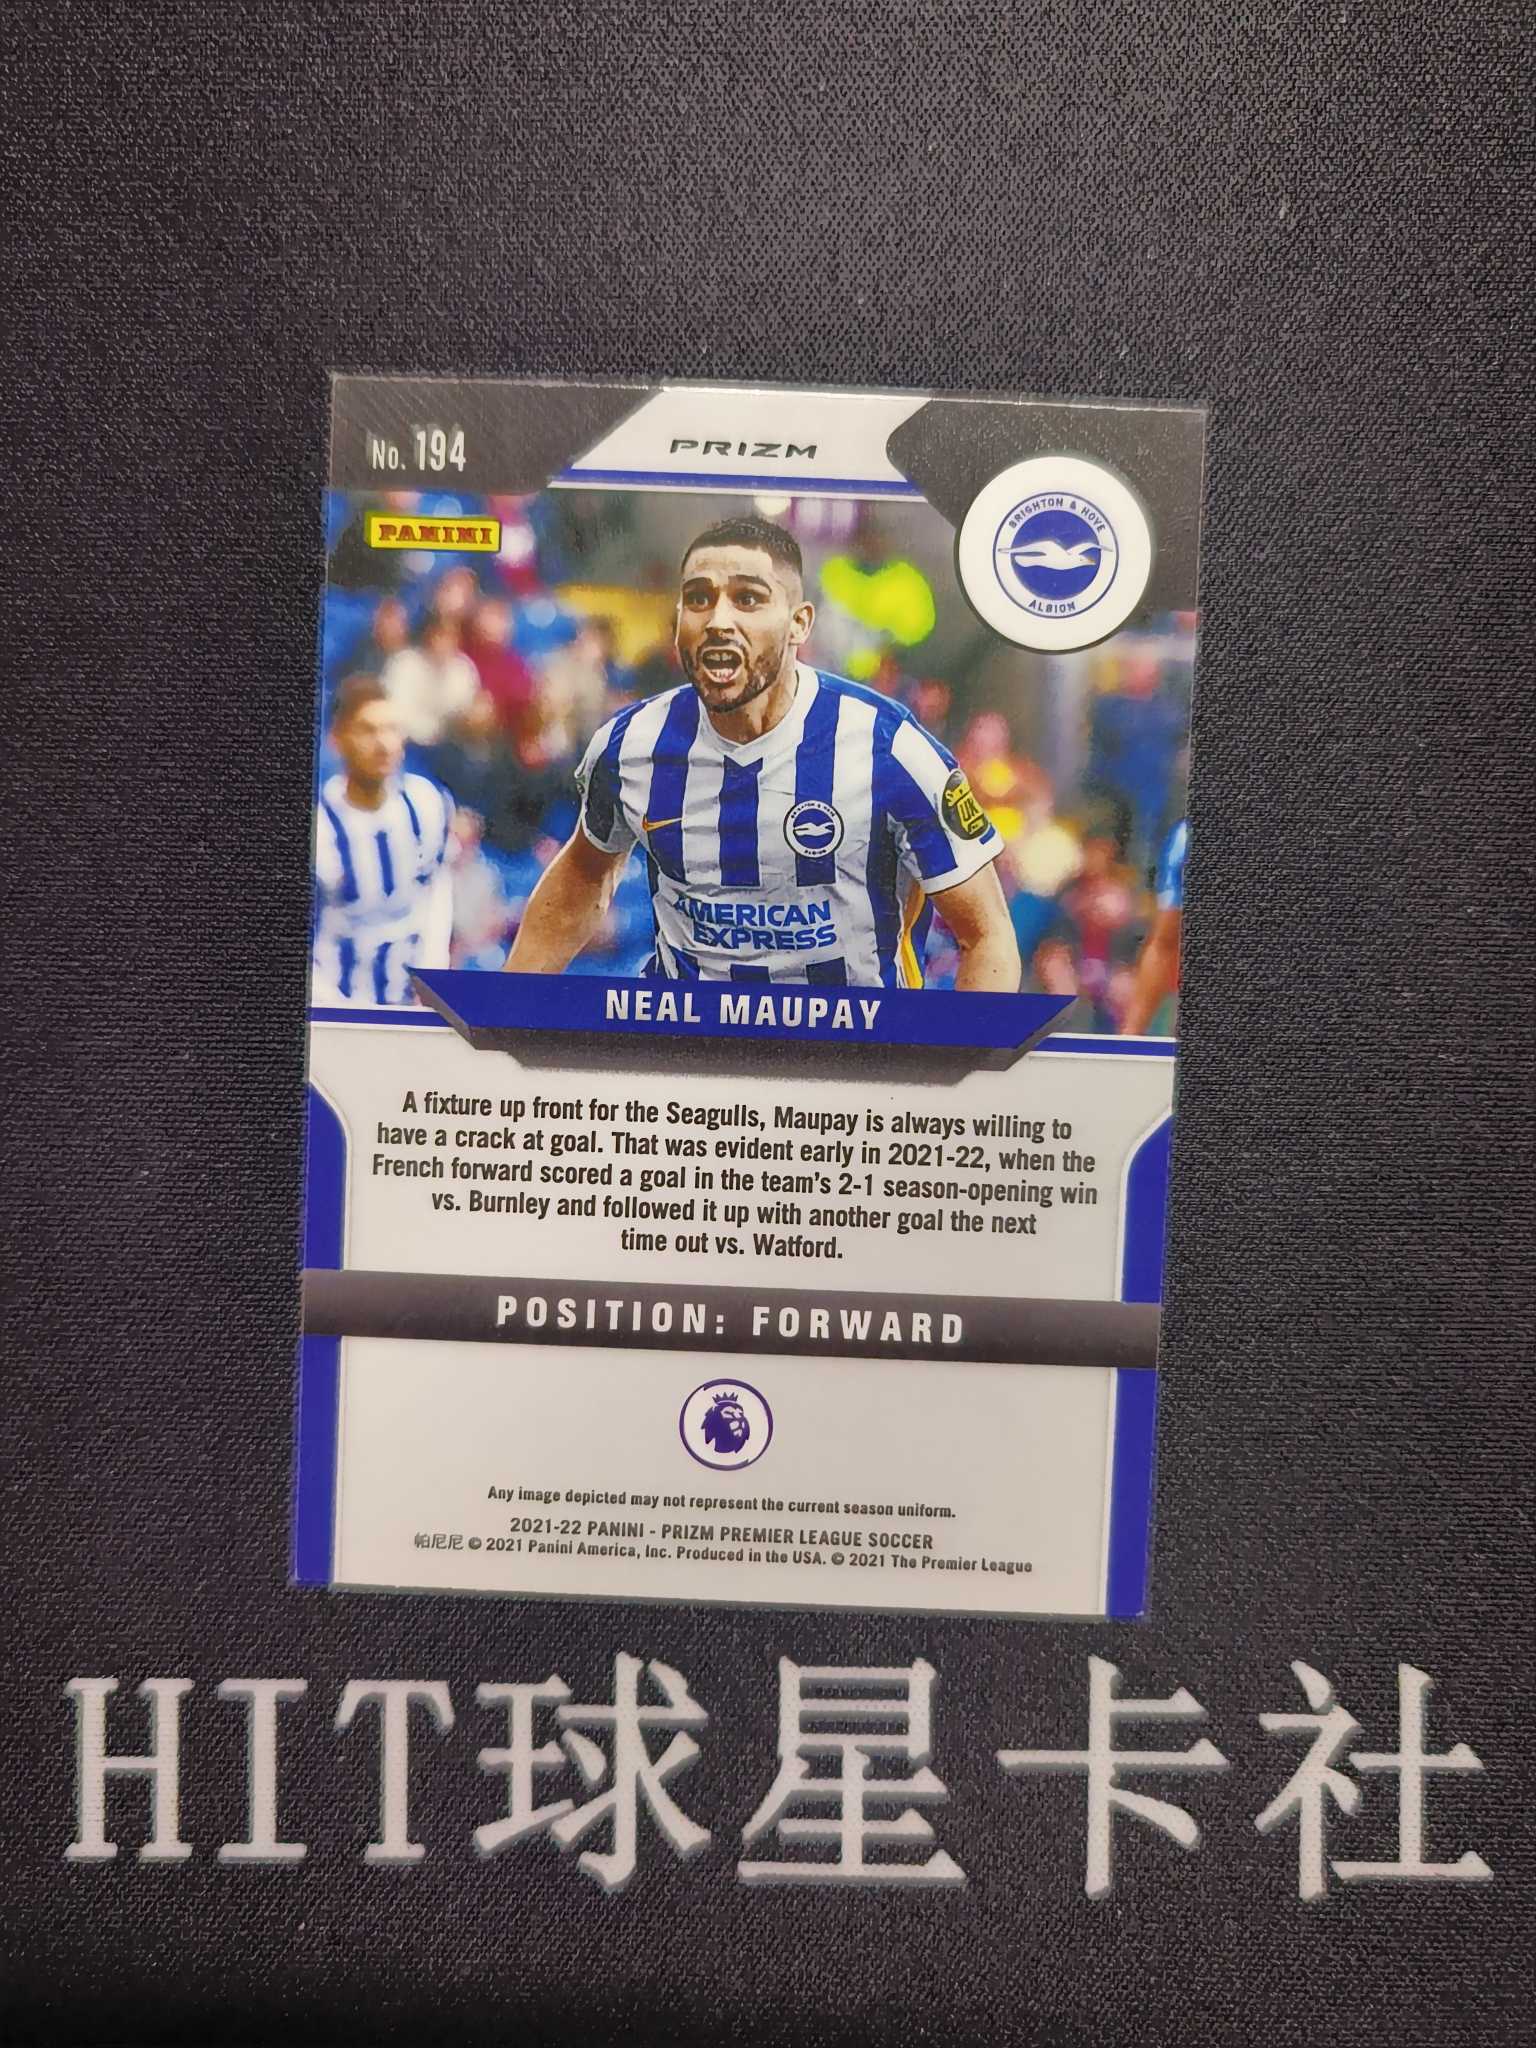 No. 194
PRIZM
PANINI
BRIGHTON & HOVE
ALBION
UK
AMERICAN
EXPRESS
NEAL MAUPAY
A fixture up front for the Seagulls, Maupay is always willing to
have a crack at goal. That was evident early in 2021-22, when the
French forward scored a goal in the team's 2-1 season-opening win
vs. Burnley and followed it up with another goal the next
time out vs. Watford.
POSITION: FORWARD
Any image depicted may not represent the current season uniform.
2021-22 PANINI - PRIZM PREMIER LEAGUE SOCCER
帕尼尼 © 2021 Panini America, Inc. Produced in the USA. © 2021 The Premier League
HIT球星卡社